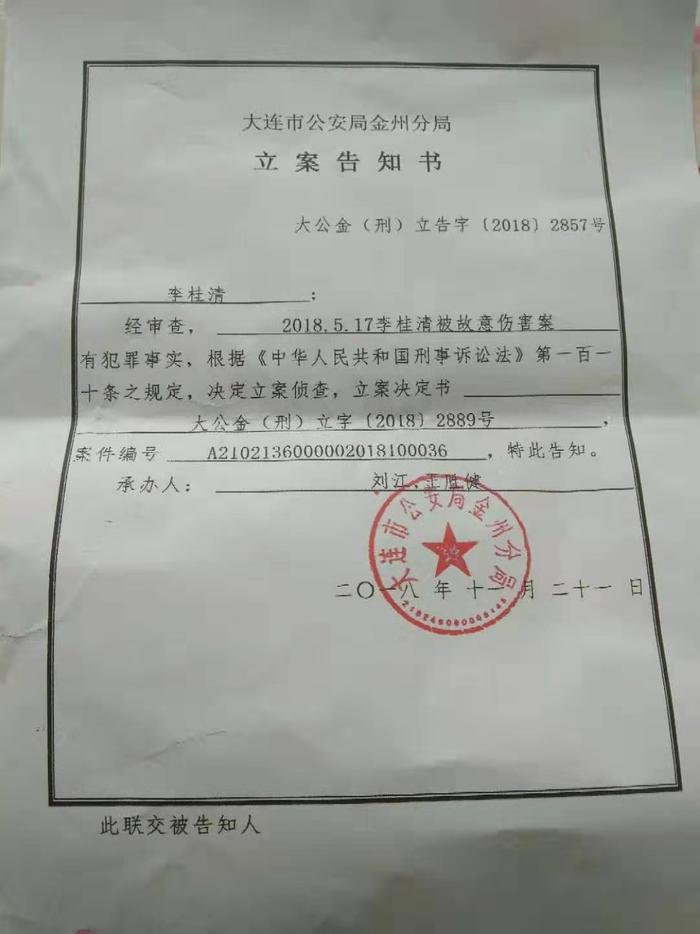 大连市公安局金州分局
立案告知书
大公金（刑）立告字〔2018〕2857号
李桂清：
经审查，2018.5.17李桂清被故意伤害案
有犯罪事实，根据《中华人民共和国刑事诉讼法》第一百一
十条之规定，决定立案侦查，立案决定书
大公金（刑）立字〔2018〕2889号，
案件编号 A2102136000002018100036，特此告知。
承办人：刘江，王胜健
大连市公安局金州分局
二〇一八年十一月二十一日
此联交被告知人